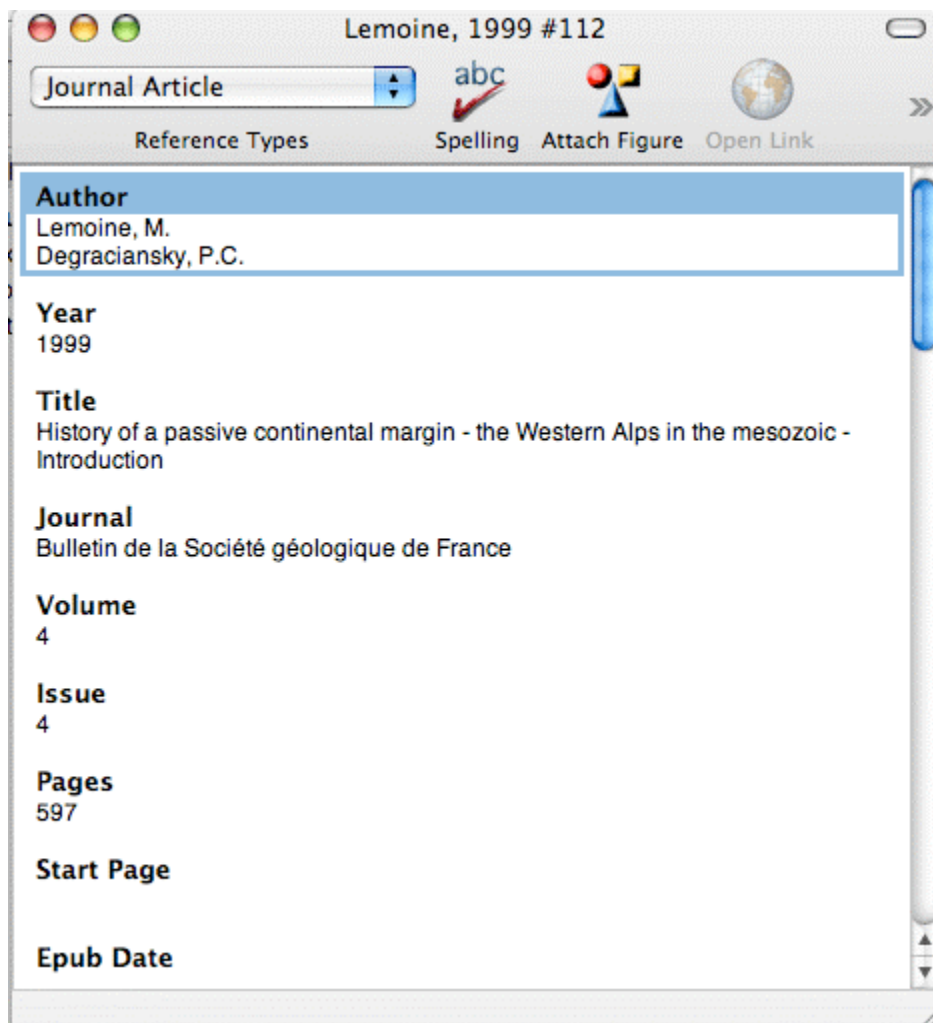 Lemoine, 1999 #112
Journal Article
abc
Reference Types
Spelling
Attach Figure
Open Link
»
Author
Lemoine, M.
Degraciansky, P.C.
Year
1999
Title
History of a passive continental margin - the Western Alps in the mesozoic -
Introduction
Journal
Bulletin de la Société géologique de France
Volume
4
Issue
4
Pages
597
Start Page
Epub Date